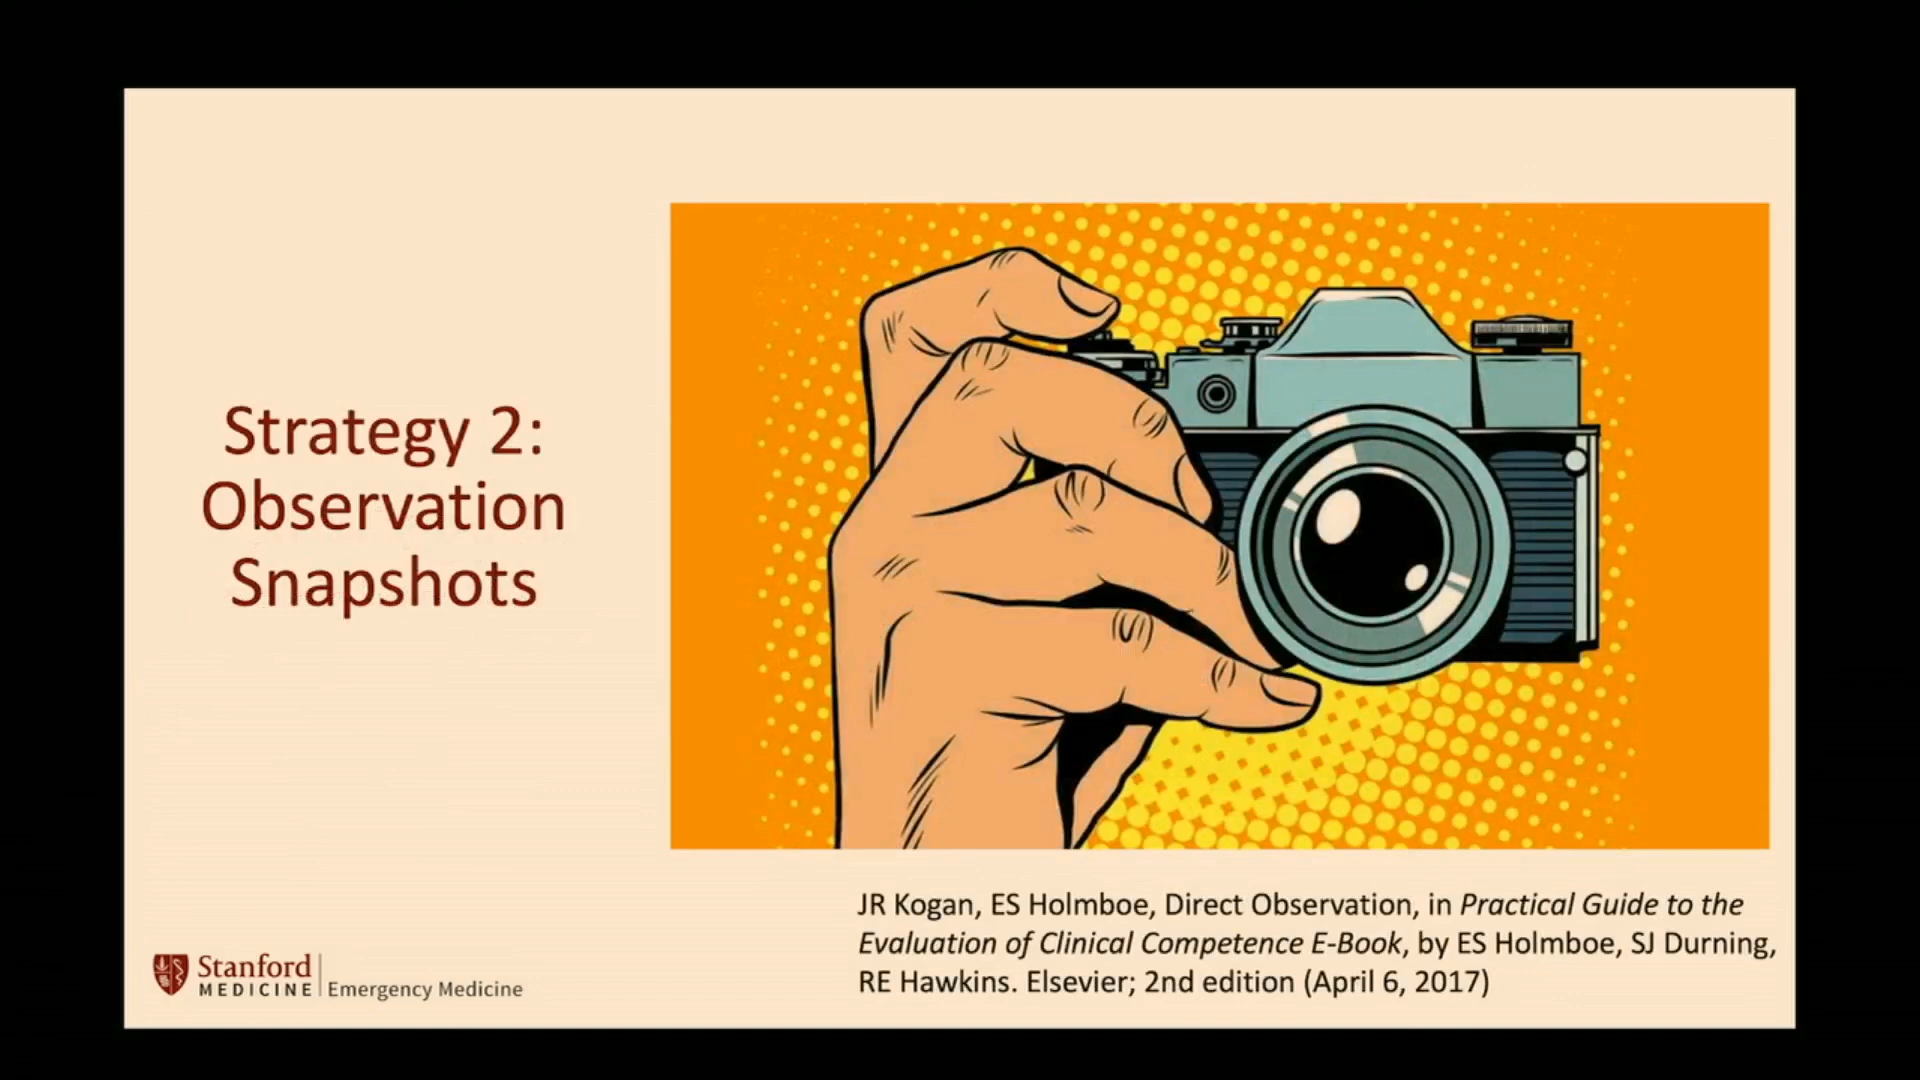 Strategy 2:
Observation
Snapshots
JR Kogan, ES Holmboe, Direct Observation, in Practical Guide to the
Evaluation of Clinical Competence E-Book, by ES Holmboe, SJ Durning,
RE Hawkins. Elsevier; 2nd edition (April 6, 2017)
Stanford
MEDICINE | Emergency Medicine